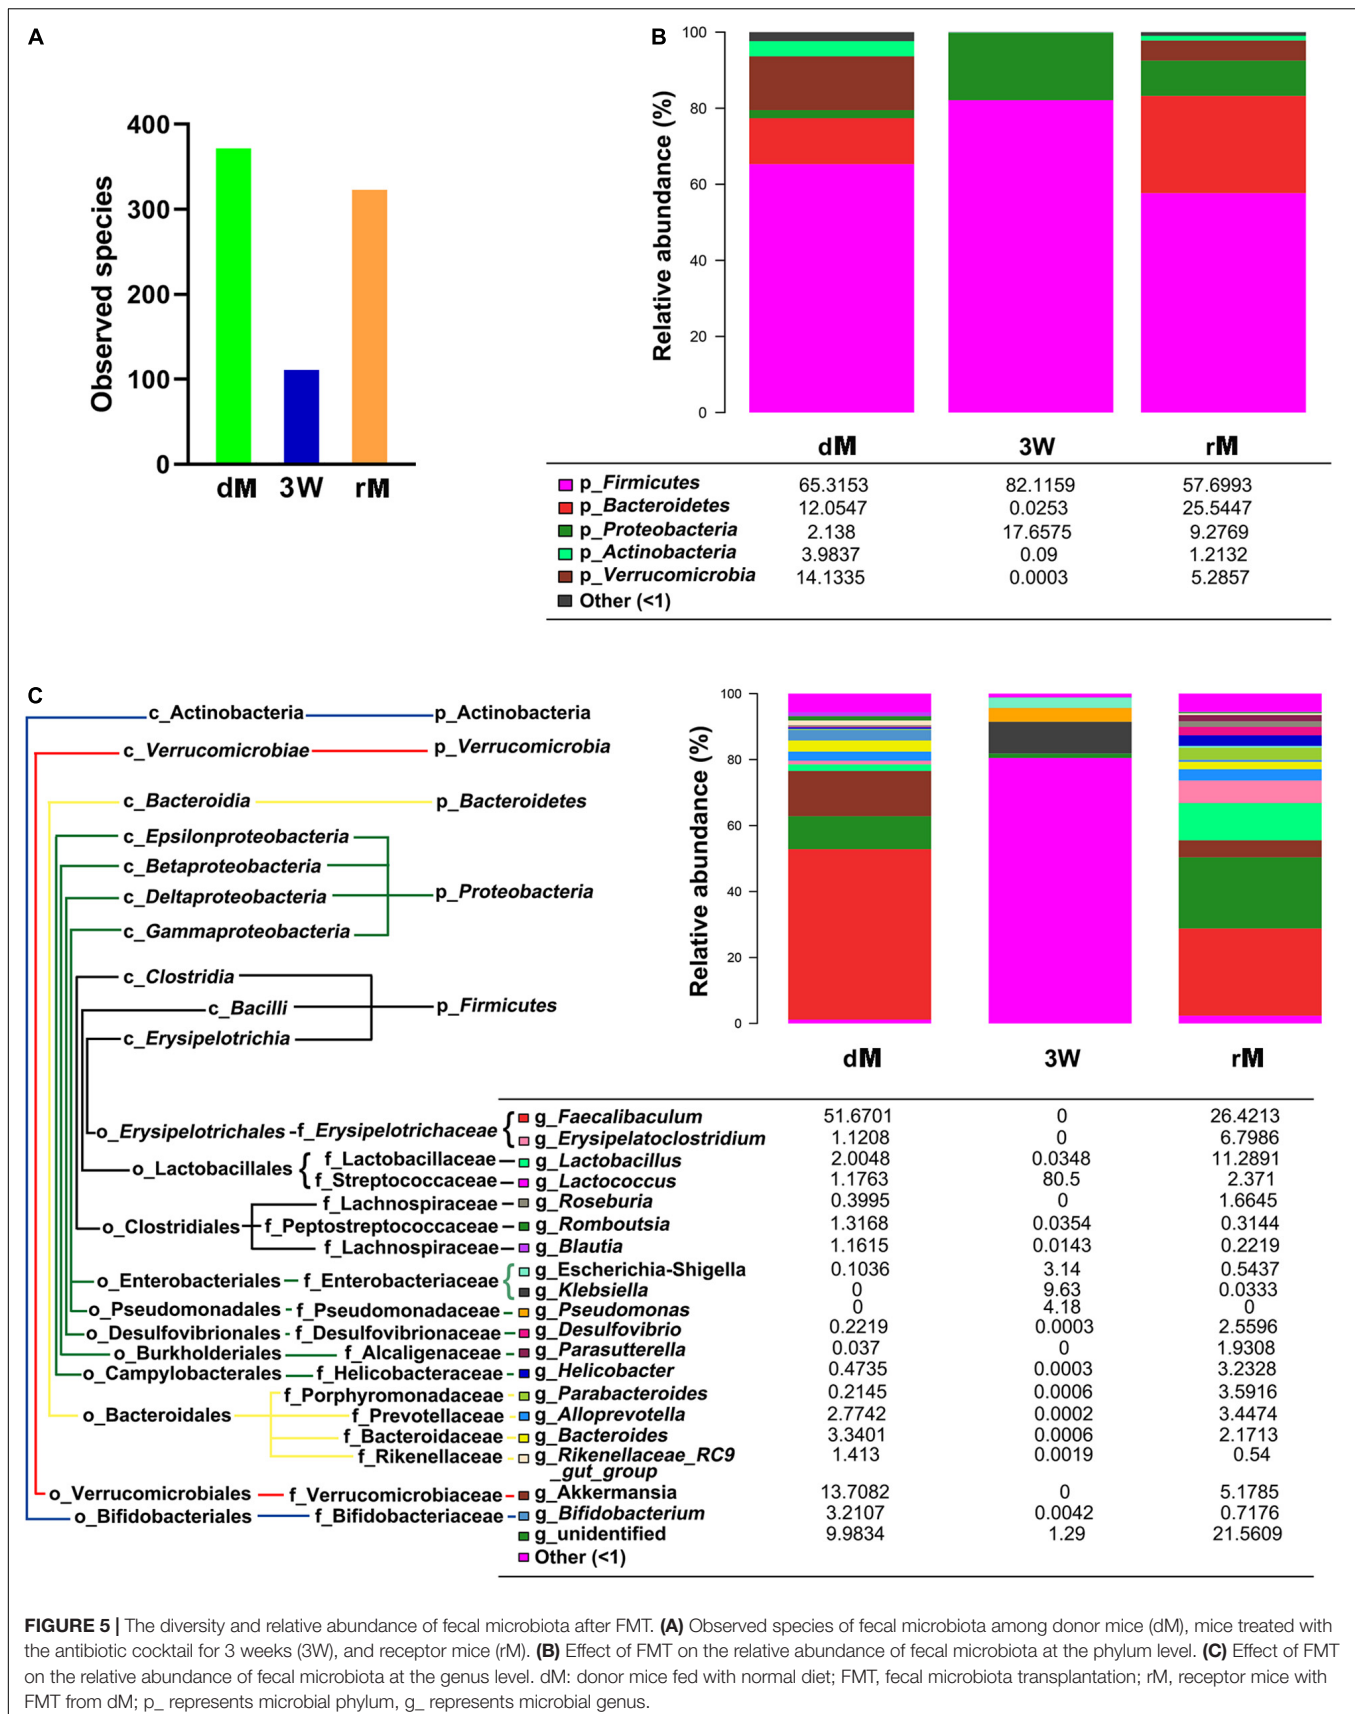 A
400
300
200
100
0
Observed species
dM 3W rM
B
100
80
60
40
20
0
Relative abundance (%)
dM 3W rM
p_Firmicutes 65.3153 82.1159 57.6993
p_Bacteroidetes 12.0547 0.0253 25.5447
p_Proteobacteria 2.138 17.6575 9.2769
p_Actinobacteria 3.9837 0.09 1.2132
p_Verrucomicrobia 14.1335 0.0003 5.2857
Other (<1)
C
c_Actinobacteria p_Actinobacteria
c_Verrucomicrobiae p_Verrucomicrobia
c_Bacteroidia p_Bacteroidetes
c_Epsilonproteobacteria
c_Betaproteobacteria
c_Deltaproteobacteria p_Proteobacteria
c_Gammaproteobacteria
c_Clostridia
c_Bacilli p_Firmicutes
c_Erysipelotrichia
100
80
60
40
20
0
Relative abundance (%)
dM 3W rM
o_Erysipelotrichales f_Erysipelotrichaceae g_Faecalibaculum 51.6701 0 26.4213
g_Erysipelatoclostridium 1.1208 0 6.7986
o_Lactobacillales f_Lactobacillaceae g_Lactobacillus 2.0048 0.0348 11.2891
f_Streptococcaceae g_Lactococcus 1.1763 80.5 2.371
f_Lachnospiraceae g_Roseburia 0.3995 0 1.6645
o_Clostridiales f_Peptostreptococcaceae g_Romboutsia 1.3168 0.0354 0.3144
f_Lachnospiraceae g_Blautia 1.1615 0.0143 0.2219
o_Enterobacteriales f_Enterobacteriaceae g_Escherichia-Shigella 0.1036 3.14 0.5437
g_Klebsiella 0 9.63 0.0333
o_Pseudomonadales f_Pseudomonadaceae g_Pseudomonas 0 4.18 0
o_Desulfovibrionales f_Desulfovibrionaceae g_Desulfovibrio 0.2219 0.0003 2.5596
o_Burkholderiales f_Alcaligenaceae g_Parasutterella 0.037 0 1.9308
o_Campylobacterales f_Helicobacteraceae g_Helicobacter 0.4735 0.0003 3.2328
f_Porphyromonadaceae g_Parabacteroides 0.2145 0.0006 3.5916
o_Bacteroidales f_Prevotellaceae g_Alloprevotella 2.7742 0.0002 3.4474
f_Bacteroidaceae g_Bacteroides 3.3401 0.0006 2.1713
f_Rikenellaceae g_Rikenellaceae_RC9 1.413 0.0019 0.54
_gut_group
o_Verrucomicrobiales f_Verrucomicrobiaceae g_Akkermansia 13.7082 0 5.1785
o_Bifidobacteriales f_Bifidobacteriaceae g_Bifidobacterium 3.2107 0.0042 0.7176
g_unidentified 9.9834 1.29 21.5609
Other (<1)
FIGURE 5 | The diversity and relative abundance of fecal microbiota after FMT. (A) Observed species of fecal microbiota among donor mice (dM), mice treated with
the antibiotic cocktail for 3 weeks (3W), and receptor mice (rM). (B) Effect of FMT on the relative abundance of fecal microbiota at the phylum level. (C) Effect of FMT
on the relative abundance of fecal microbiota at the genus level. dM: donor mice fed with normal diet; FMT, fecal microbiota transplantation; rM, receptor mice with
FMT from dM; p_ represents microbial phylum, g_ represents microbial genus.